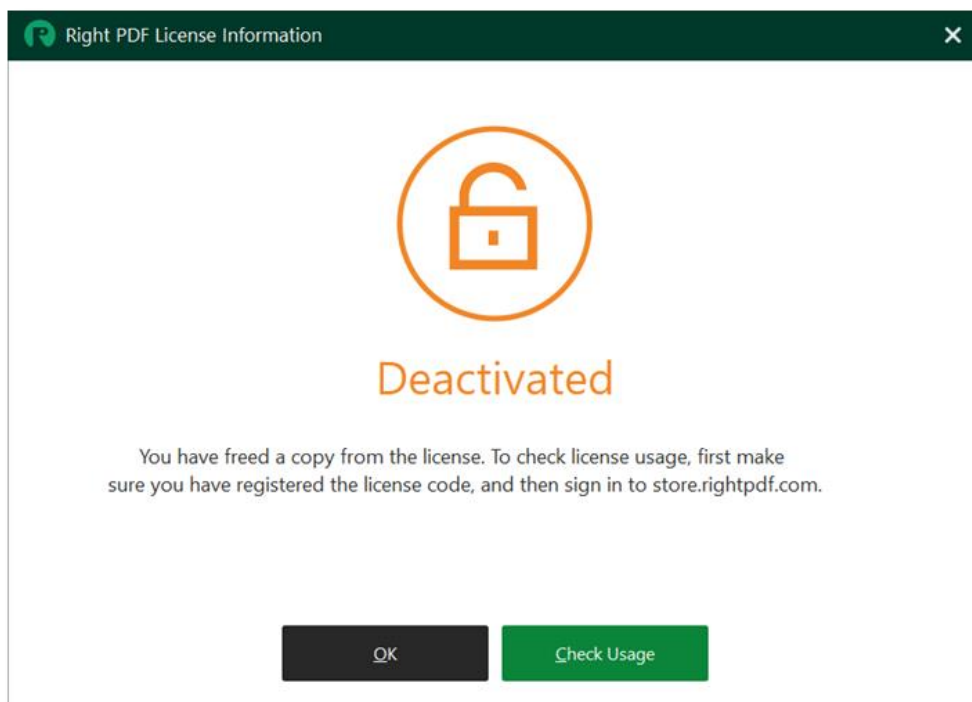 Right PDF License Information
Deactivated
You have freed a copy from the license. To check license usage, first make
sure you have registered the license code, and then sign in to store.rightpdf.com.
OK
Check Usage